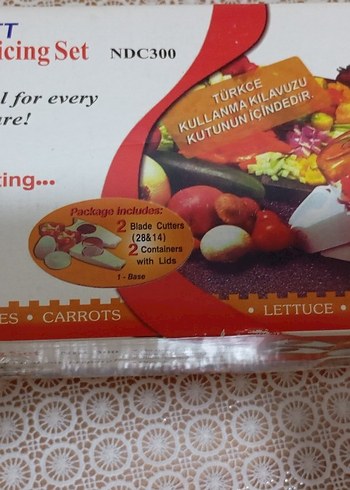 icing Set NDC300
l for every
re!
ing...
TÜRKÇE
KULLANMA KILAVUZU
KUTUNUN İÇİNDEDİR.
Package includes:
2 Blade Cutters
(28&14)
2 Containers
with Lids
1 - Base
ES • CARROTS
• LETTUCE •